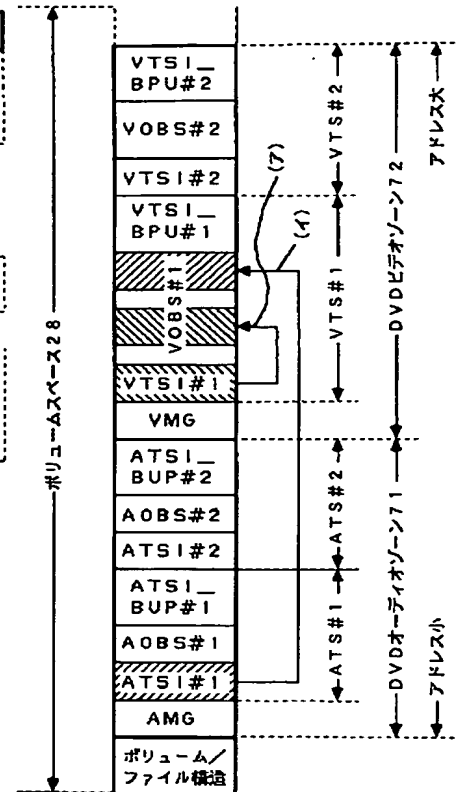 VTSI_
BPU#2
VOBS#2
VTSI#2
VTSI_
BPU#1
VOBS#1
VTSI#1
VMG
ATSI_
BUP#2
AOBS#2
ATSI#2
ATSI_
BUP#1
AOBS#1
ATSI#1
AMG
ボリューム/
ファイル構造
ボリュームスペース28
(ア)
(イ)
VTS#2
VTS#1
ATS#2
ATS#1
DVDビデオゾーン72
DVDオーディオゾーン71
アドレス大
アドレス小